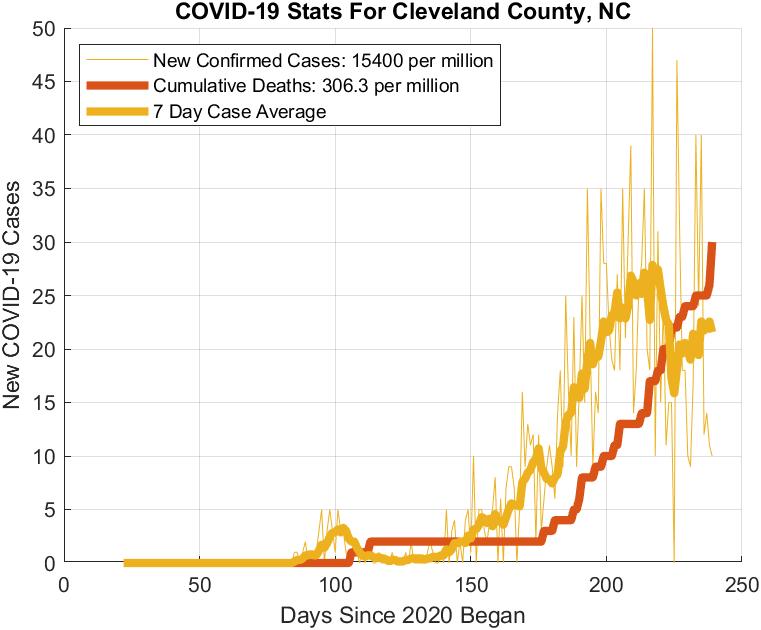 COVID-19 Stats For Cleveland County, NC
New Confirmed Cases: 15400 per million
Cumulative Deaths: 306.3 per million
7 Day Case Average
New COVID-19 Cases
50
45
40
35
30
25
20
15
10
5
0
0 50 100 150 200 250
Days Since 2020 Began